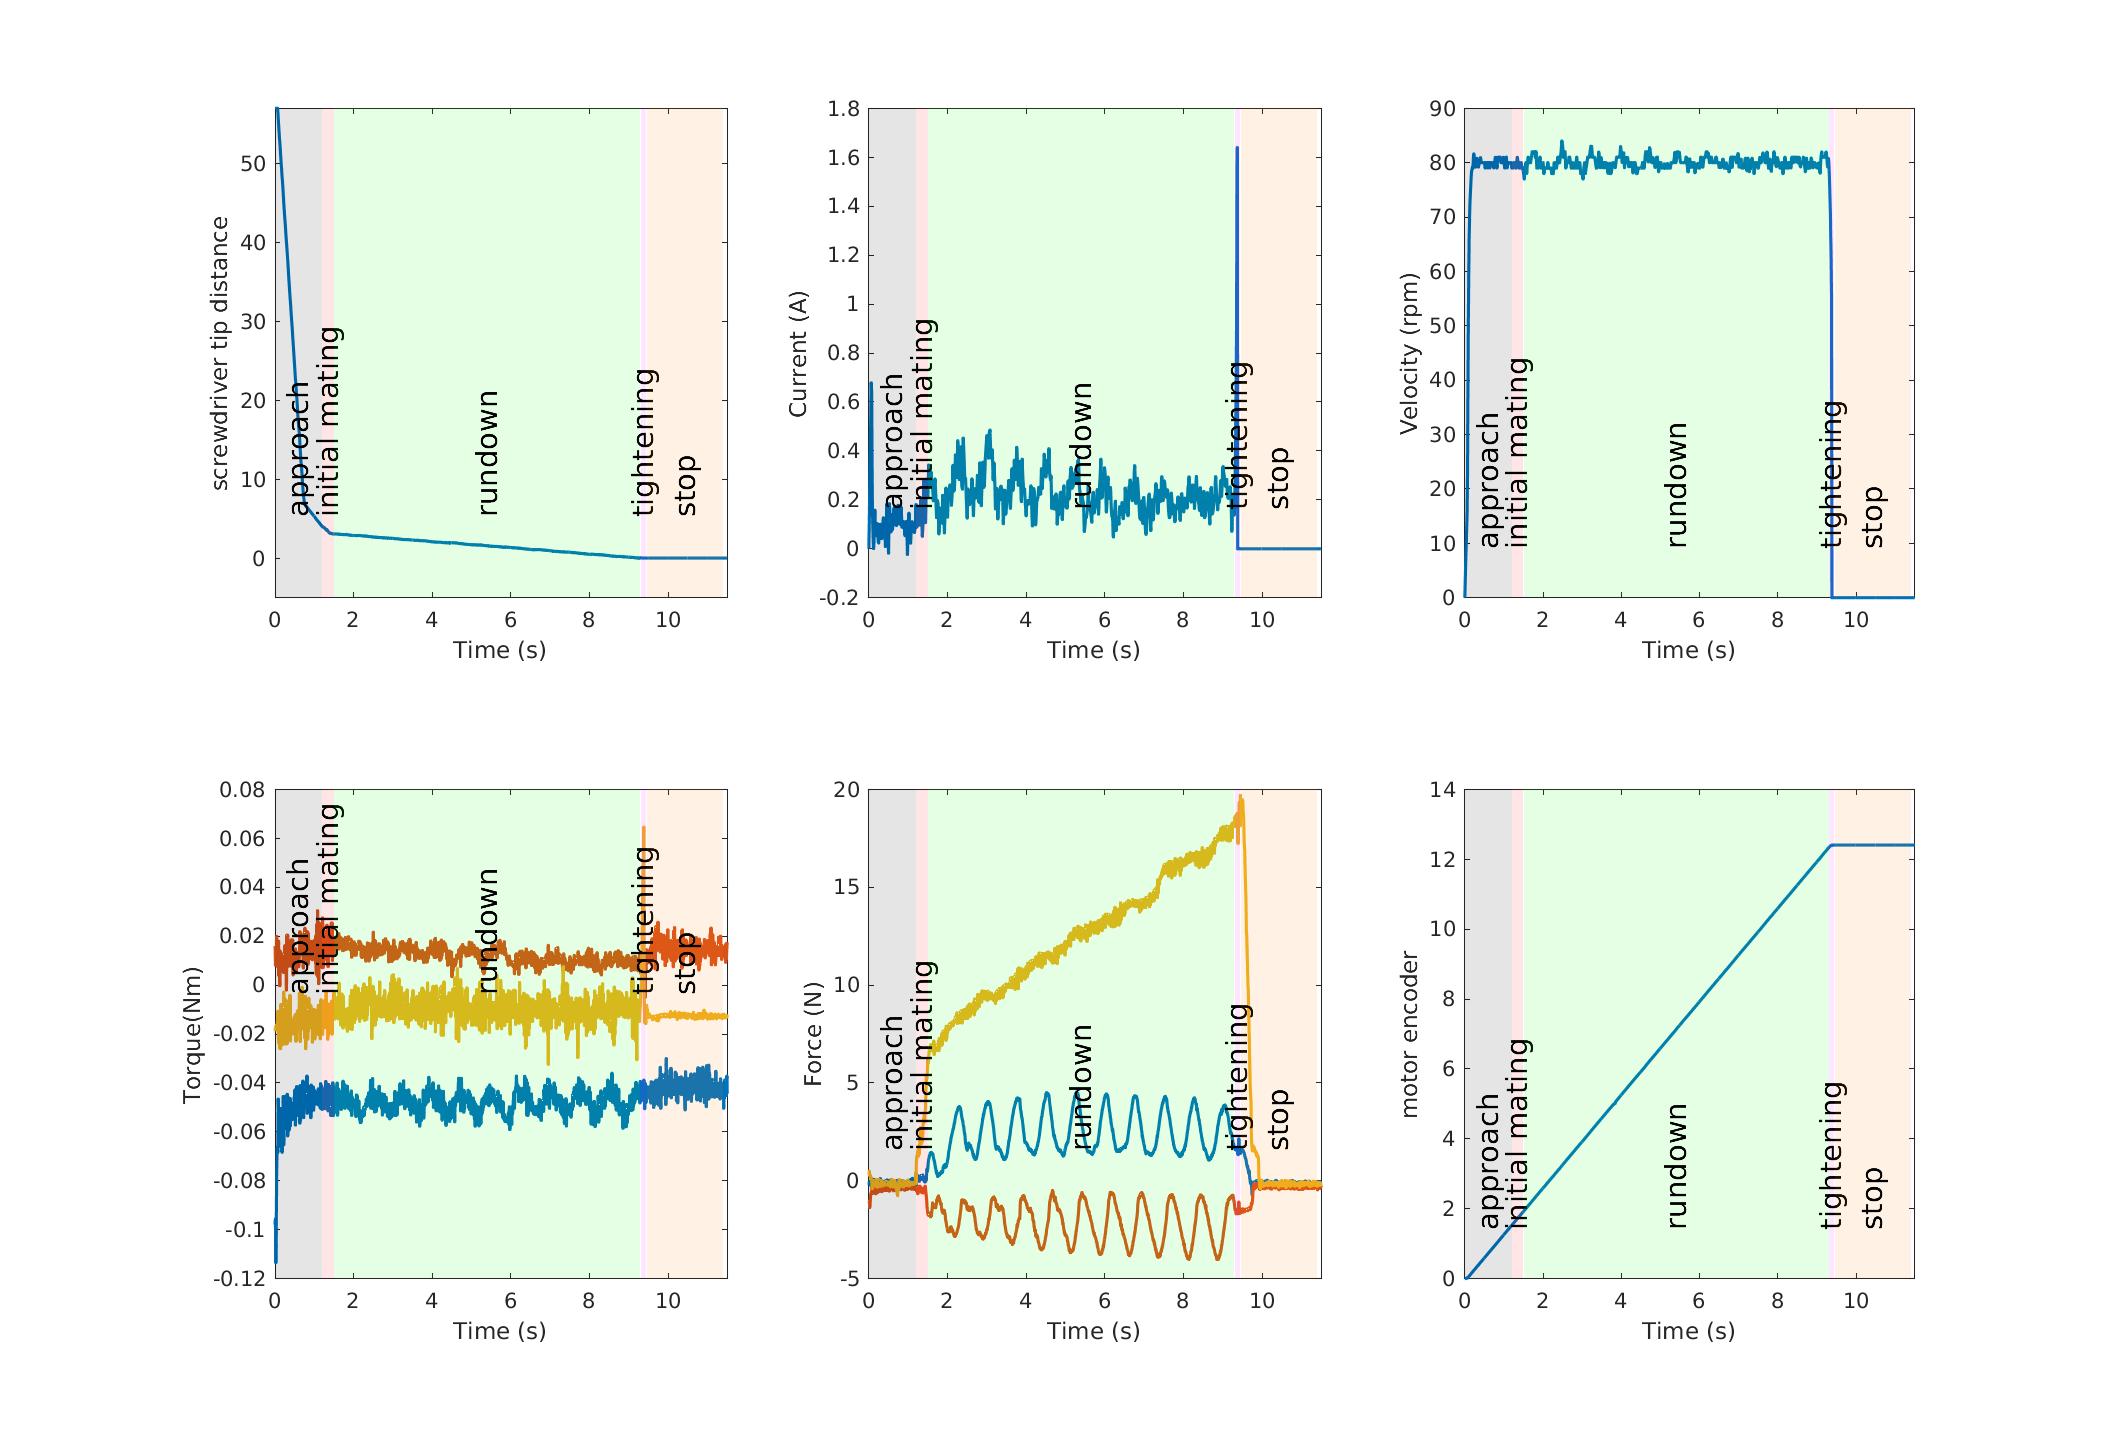 screwdriver tip distance
50
40
30
20
10
0
approach
initial mating
rundown
tightening
stop
0 2 4 6 8 10
Time (s)
Current (A)
1.8
1.6
1.4
1.2
1
0.8
0.6
0.4
0.2
0
-0.2
approach
initial mating
rundown
tightening
stop
0 2 4 6 8 10
Time (s)
Velocity (rpm)
90
80
70
60
50
40
30
20
10
0
approach
initial mating
rundown
tightening
stop
0 2 4 6 8 10
Time (s)
Torque(Nm)
0.08
0.06
0.04
0.02
0
-0.02
-0.04
-0.06
-0.08
-0.1
-0.12
approach
initial mating
rundown
tightening
stop
0 2 4 6 8 10
Time (s)
Force (N)
20
15
10
5
0
-5
approach
initial mating
rundown
tightening
stop
0 2 4 6 8 10
Time (s)
motor encoder
14
12
10
8
6
4
2
0
approach
initial mating
rundown
tightening
stop
0 2 4 6 8 10
Time (s)